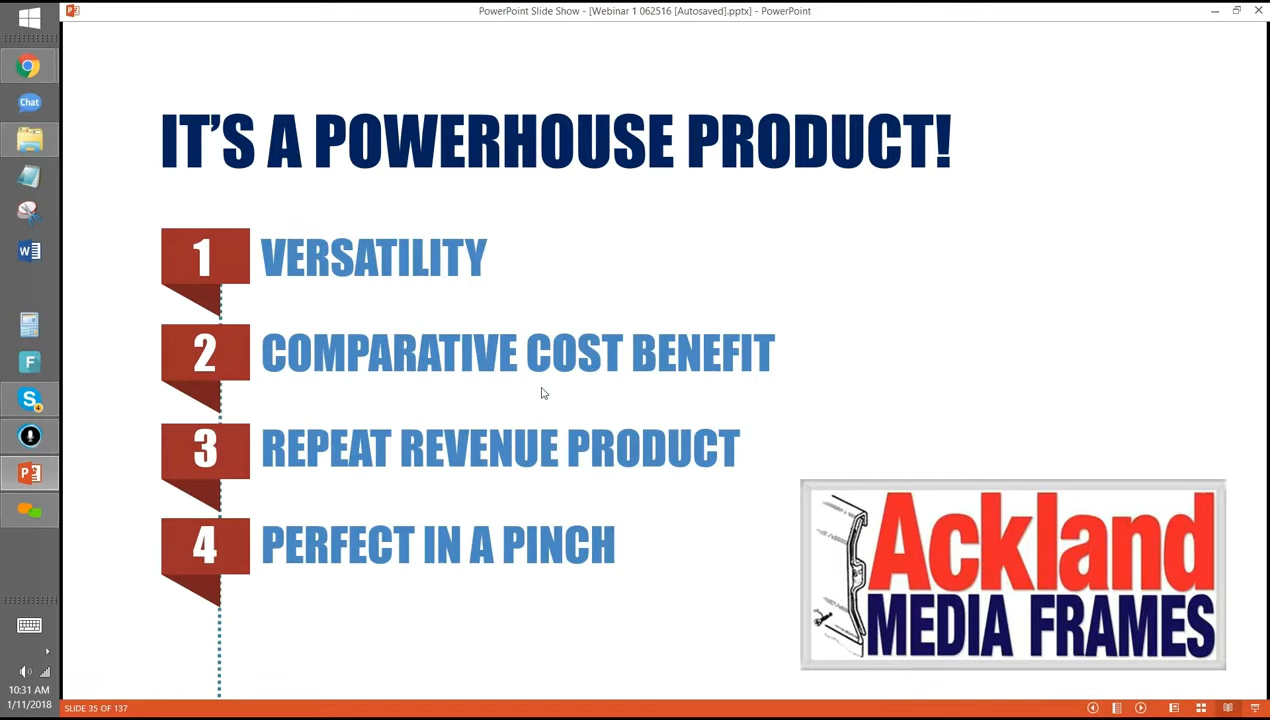 PowerPoint Slide Show - [Webinar 1 062516 [Autosaved].pptx] - PowerPoint
Chat
IT'S A POWERHOUSE PRODUCT!
1 VERSATILITY
2 COMPARATIVE COST BENEFIT
3 REPEAT REVENUE PRODUCT
4 PERFECT IN A PINCH
Ackland
MEDIA FRAMES
W
F
S
4
P
10:31 AM
1/11/2018
SLIDE 35 OF 137